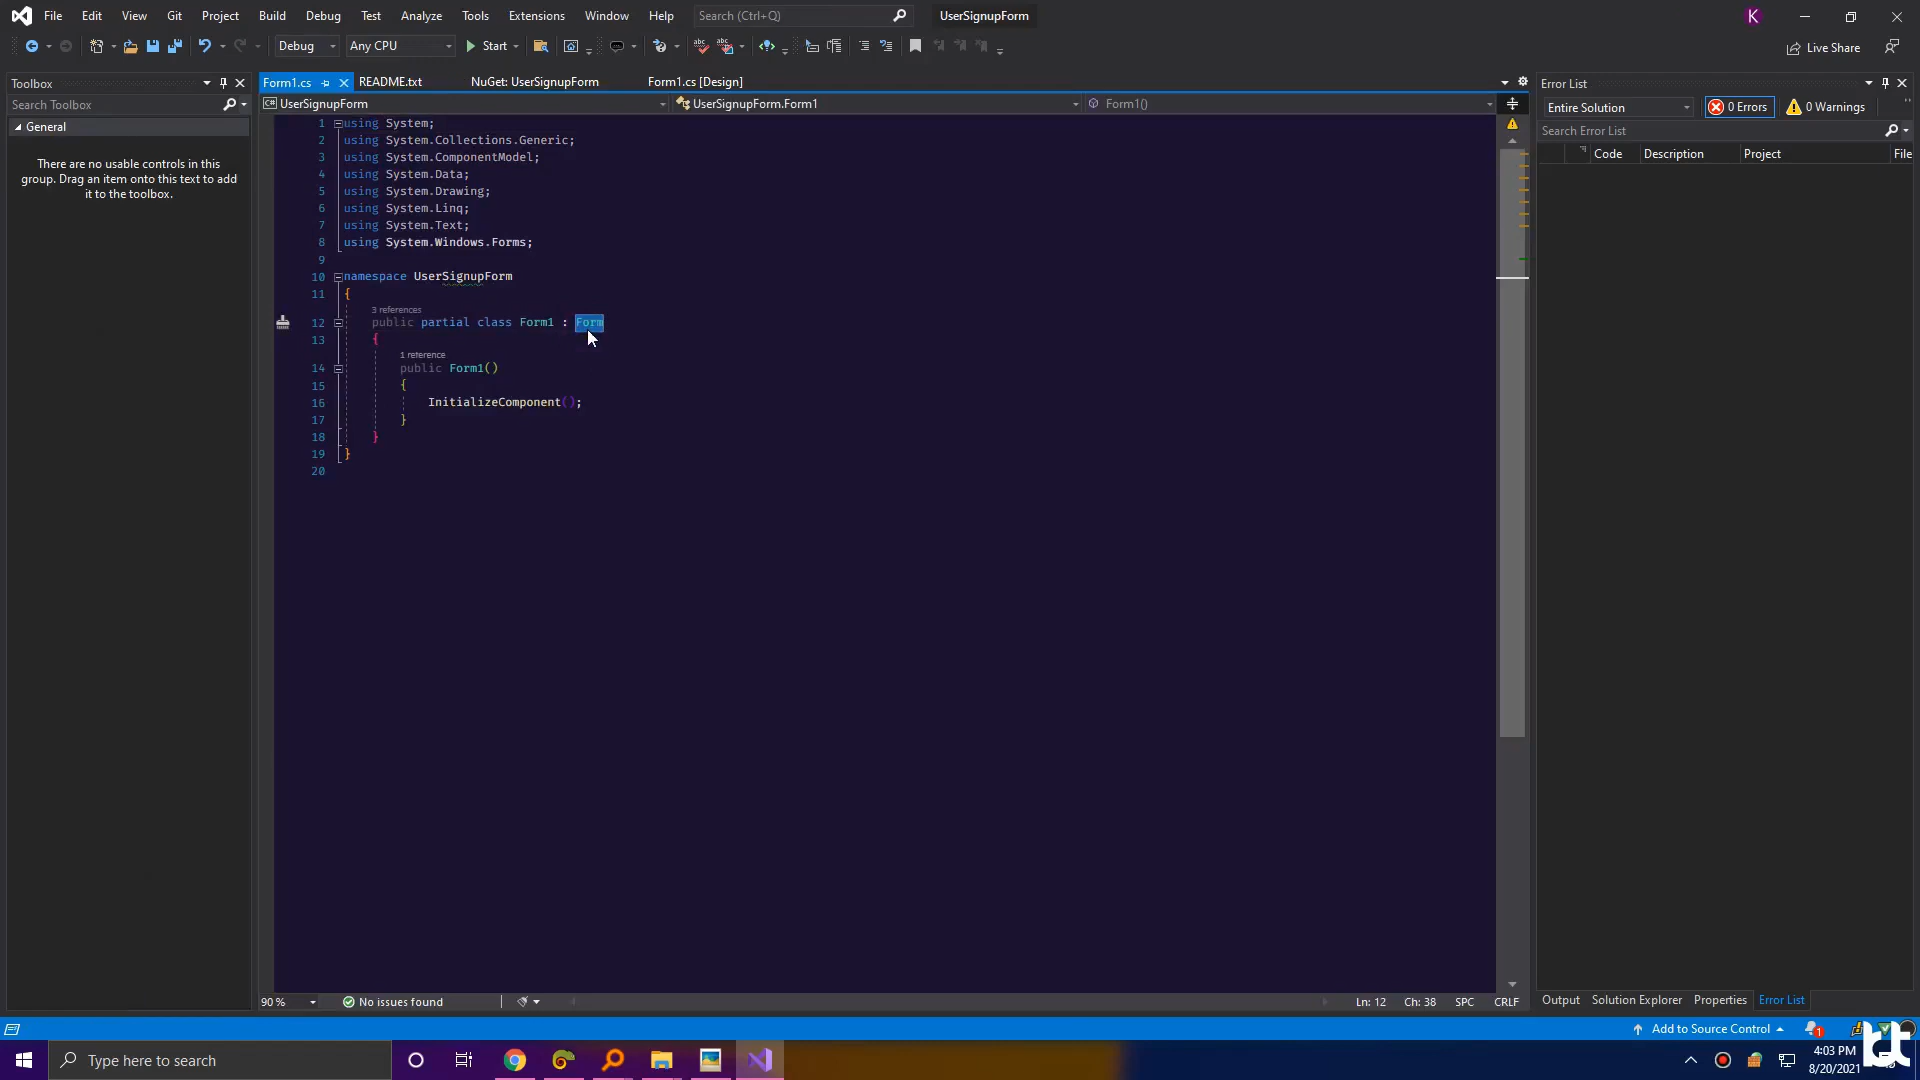 File Edit View Git Project Build Debug Test Analyze Tools Extensions Window Help Search (Ctrl+Q) UserSignupForm K
Debug Any CPU Start Live Share
Toolbox
Search Toolbox
General
There are no usable controls in this
group. Drag an item onto this text to add
it to the toolbox.
Form1.cs README.txt NuGet: UserSignupForm Form1.cs [Design]
UserSignupForm UserSignupForm.Form1 Form1()
1 using System;
2 using System.Collections.Generic;
3 using System.ComponentModel;
4 using System.Data;
5 using System.Drawing;
6 using System.Linq;
7 using System.Text;
8 using System.Windows.Forms;
9
10 namespace UserSignupForm
11 {
3 references
12 public partial class Form1 : Form
13 {
1 reference
14 public Form1()
15 {
16 InitializeComponent();
17 }
18 }
19 }
20
90 % No issues found Ln: 12 Ch: 38 SPC CRLF
Error List
Entire Solution 0 Errors 0 Warnings
Search Error List
Code Description Project File
Output Solution Explorer Properties Error List
Add to Source Control 1
Type here to search
4:03 PM
8/20/2021